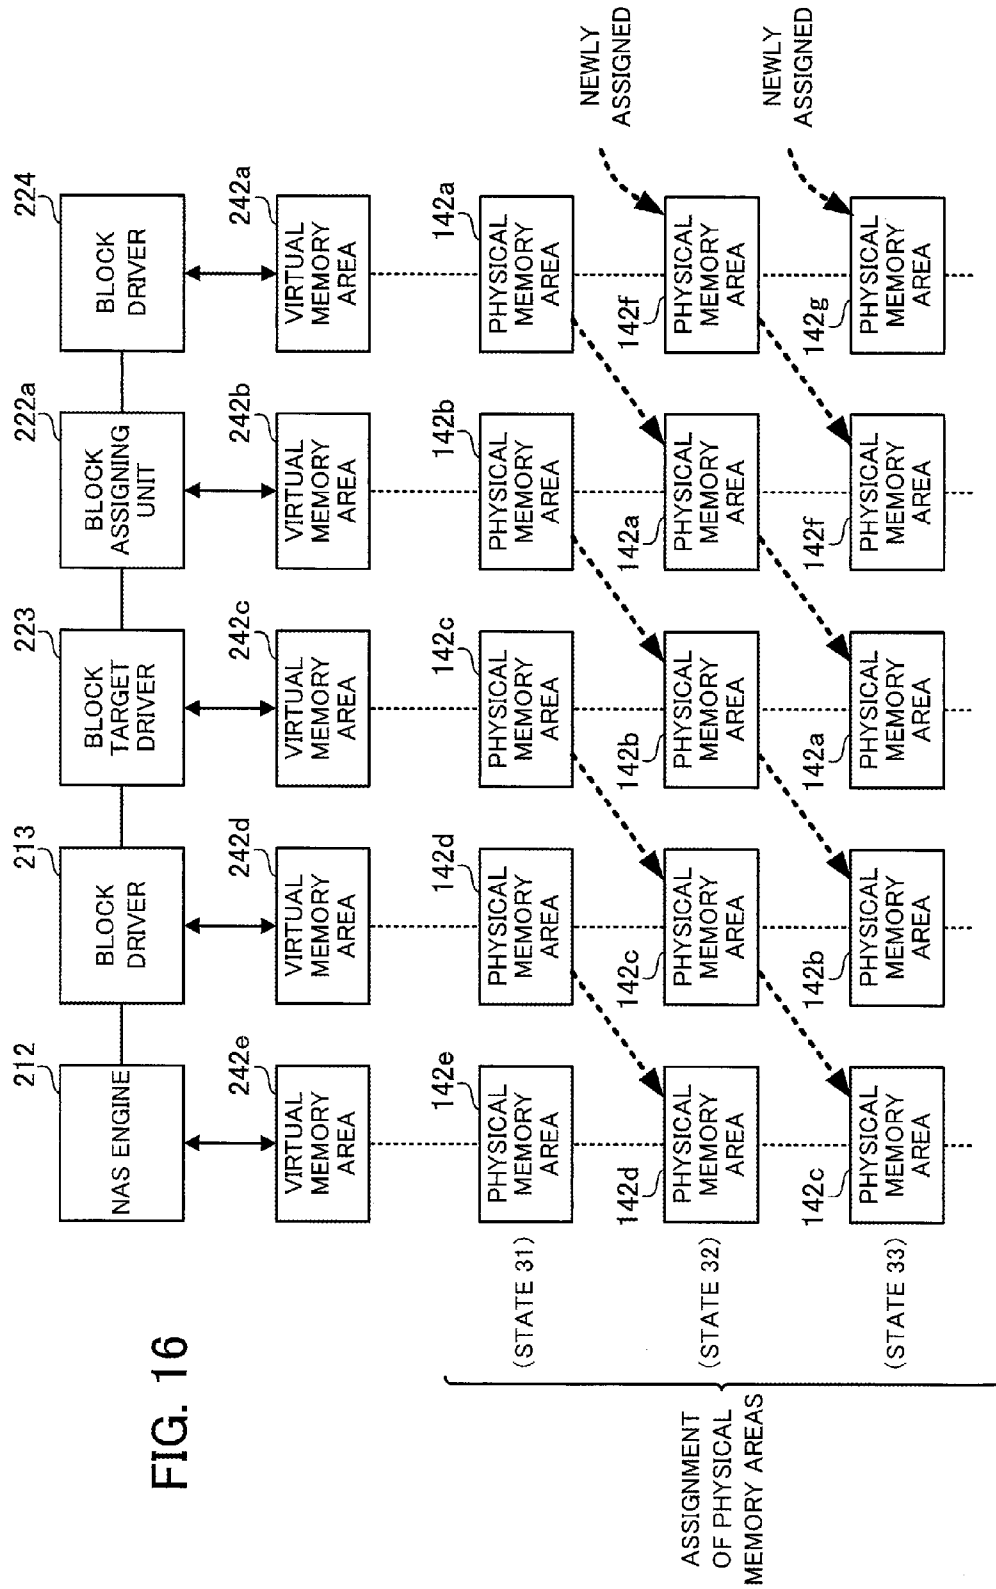 FIG. 16
212
NAS ENGINE
213
BLOCK
DRIVER
223
BLOCK
TARGET
DRIVER
222a
BLOCK
ASSIGNING
UNIT
224
BLOCK
DRIVER
242e
VIRTUAL
MEMORY
AREA
242d
VIRTUAL
MEMORY
AREA
242c
VIRTUAL
MEMORY
AREA
242b
VIRTUAL
MEMORY
AREA
242a
VIRTUAL
MEMORY
AREA
ASSIGNMENT
OF PHYSICAL
MEMORY AREAS
(STATE 31)
142e
PHYSICAL
MEMORY
AREA
142d
PHYSICAL
MEMORY
AREA
142c
PHYSICAL
MEMORY
AREA
142b
PHYSICAL
MEMORY
AREA
142a
PHYSICAL
MEMORY
AREA
(STATE 32)
142d
PHYSICAL
MEMORY
AREA
142c
PHYSICAL
MEMORY
AREA
142b
PHYSICAL
MEMORY
AREA
142a
PHYSICAL
MEMORY
AREA
142f
PHYSICAL
MEMORY
AREA
NEWLY
ASSIGNED
(STATE 33)
142c
PHYSICAL
MEMORY
AREA
142b
PHYSICAL
MEMORY
AREA
142a
PHYSICAL
MEMORY
AREA
142f
PHYSICAL
MEMORY
AREA
142g
PHYSICAL
MEMORY
AREA
NEWLY
ASSIGNED